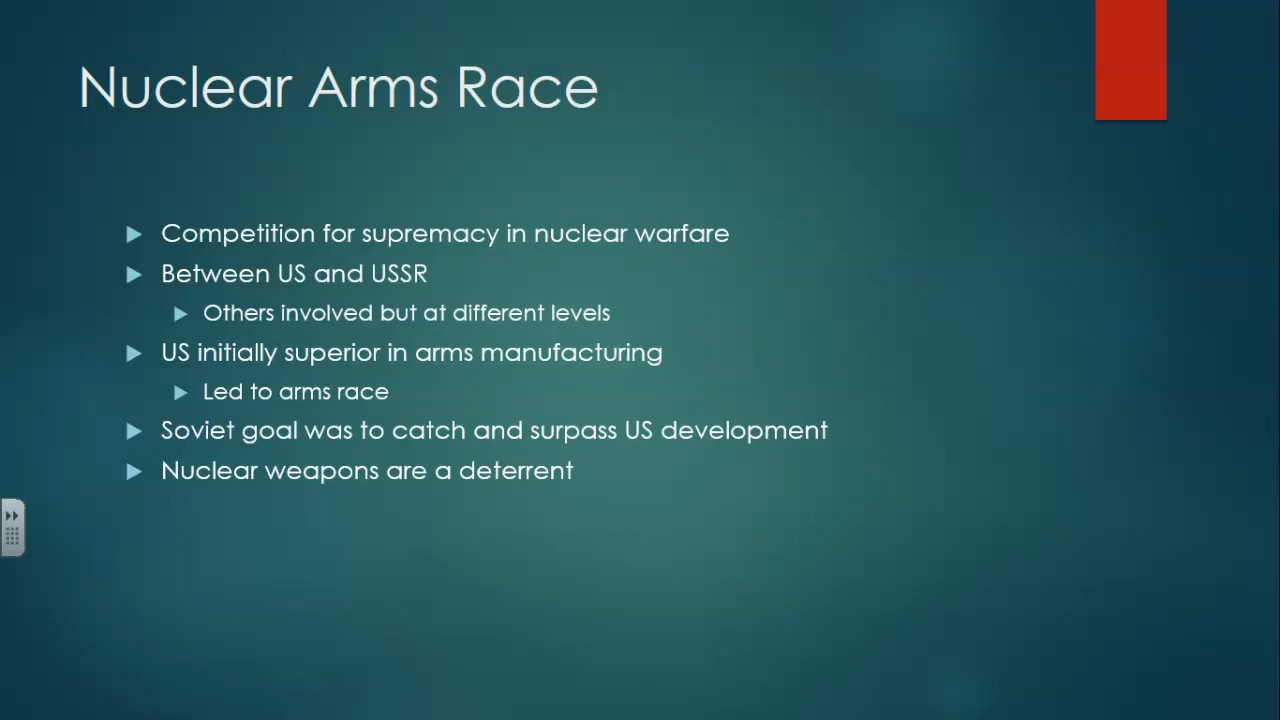 Nuclear Arms Race
Competition for supremacy in nuclear warfare
Between US and USSR
Others involved but at different levels
US initially superior in arms manufacturing
Led to arms race
Soviet goal was to catch and surpass US development
Nuclear weapons are a deterrent